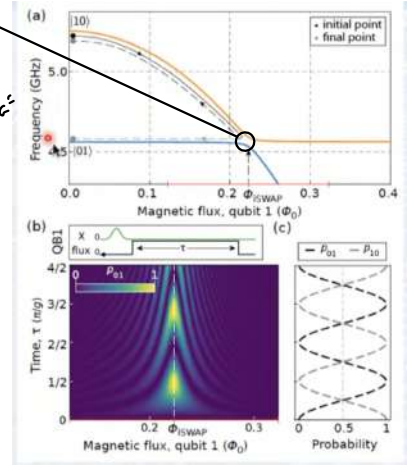 (a)
|10⟩
• initial point
• final point
Frequency (GHz)
5.0
4.5
|01⟩
0.0 0.1 0.2 0.3 0.4
Φ_iSWAP
Magnetic flux, qubit 1 (Φ₀)
(b)
(c)
QB1
X 0
flux 0
τ
P₀₁ P₁₀
0 P₀₁ 1
Time, τ (π/g)
4/2
3/2
2/2
1/2
0
0.2 0.3
Φ_iSWAP
Magnetic flux, qubit 1 (Φ₀)
0 0.5 1
Probability